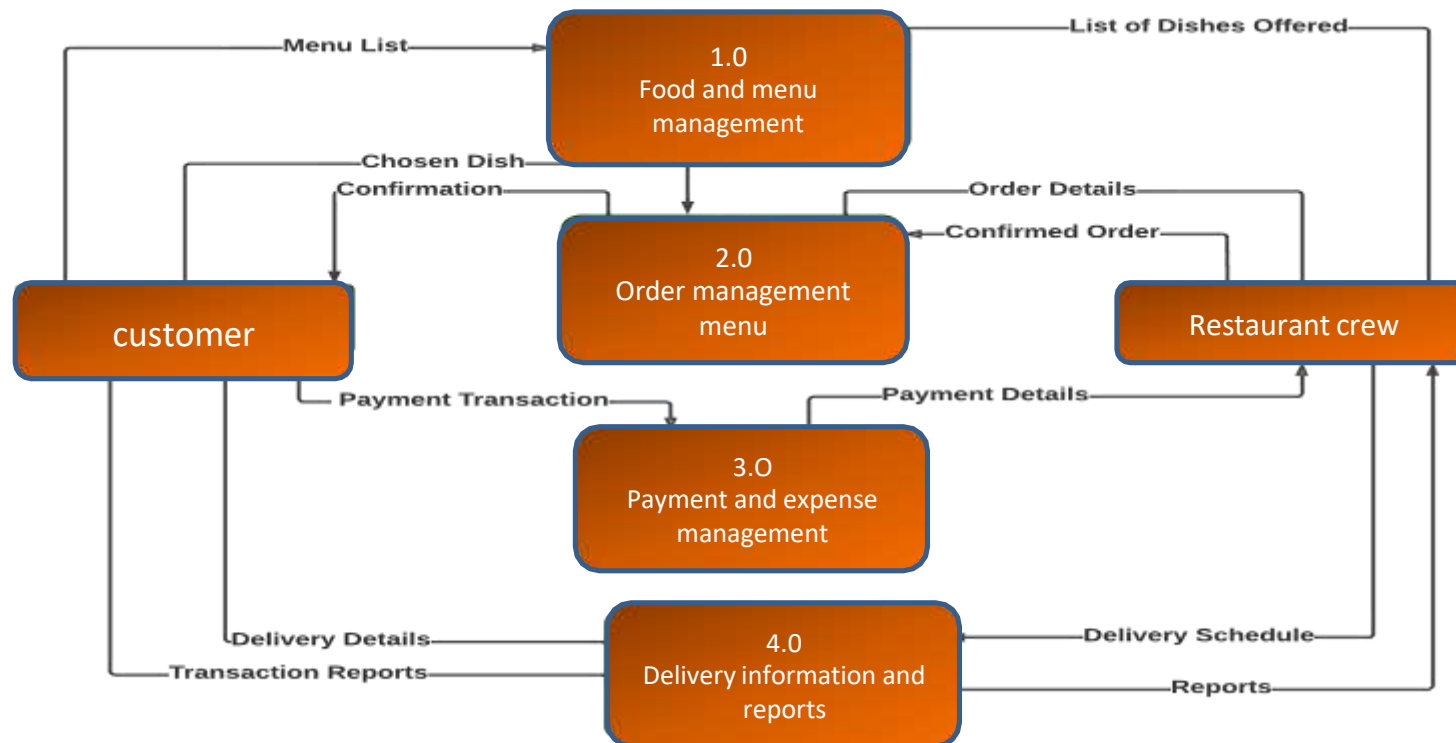 List of Dishes Offered
Menu List
1.0
Food and menu
management
Chosen Dish
Confirmation
Order Details
Confirmed Order
2.0
Order management
menu
customer
Restaurant crew
Payment Transaction
Payment Details
3.O
Payment and expense
management
Delivery Details
Delivery Schedule
4.0
Transaction Reports
Delivery information and
reports
Reports